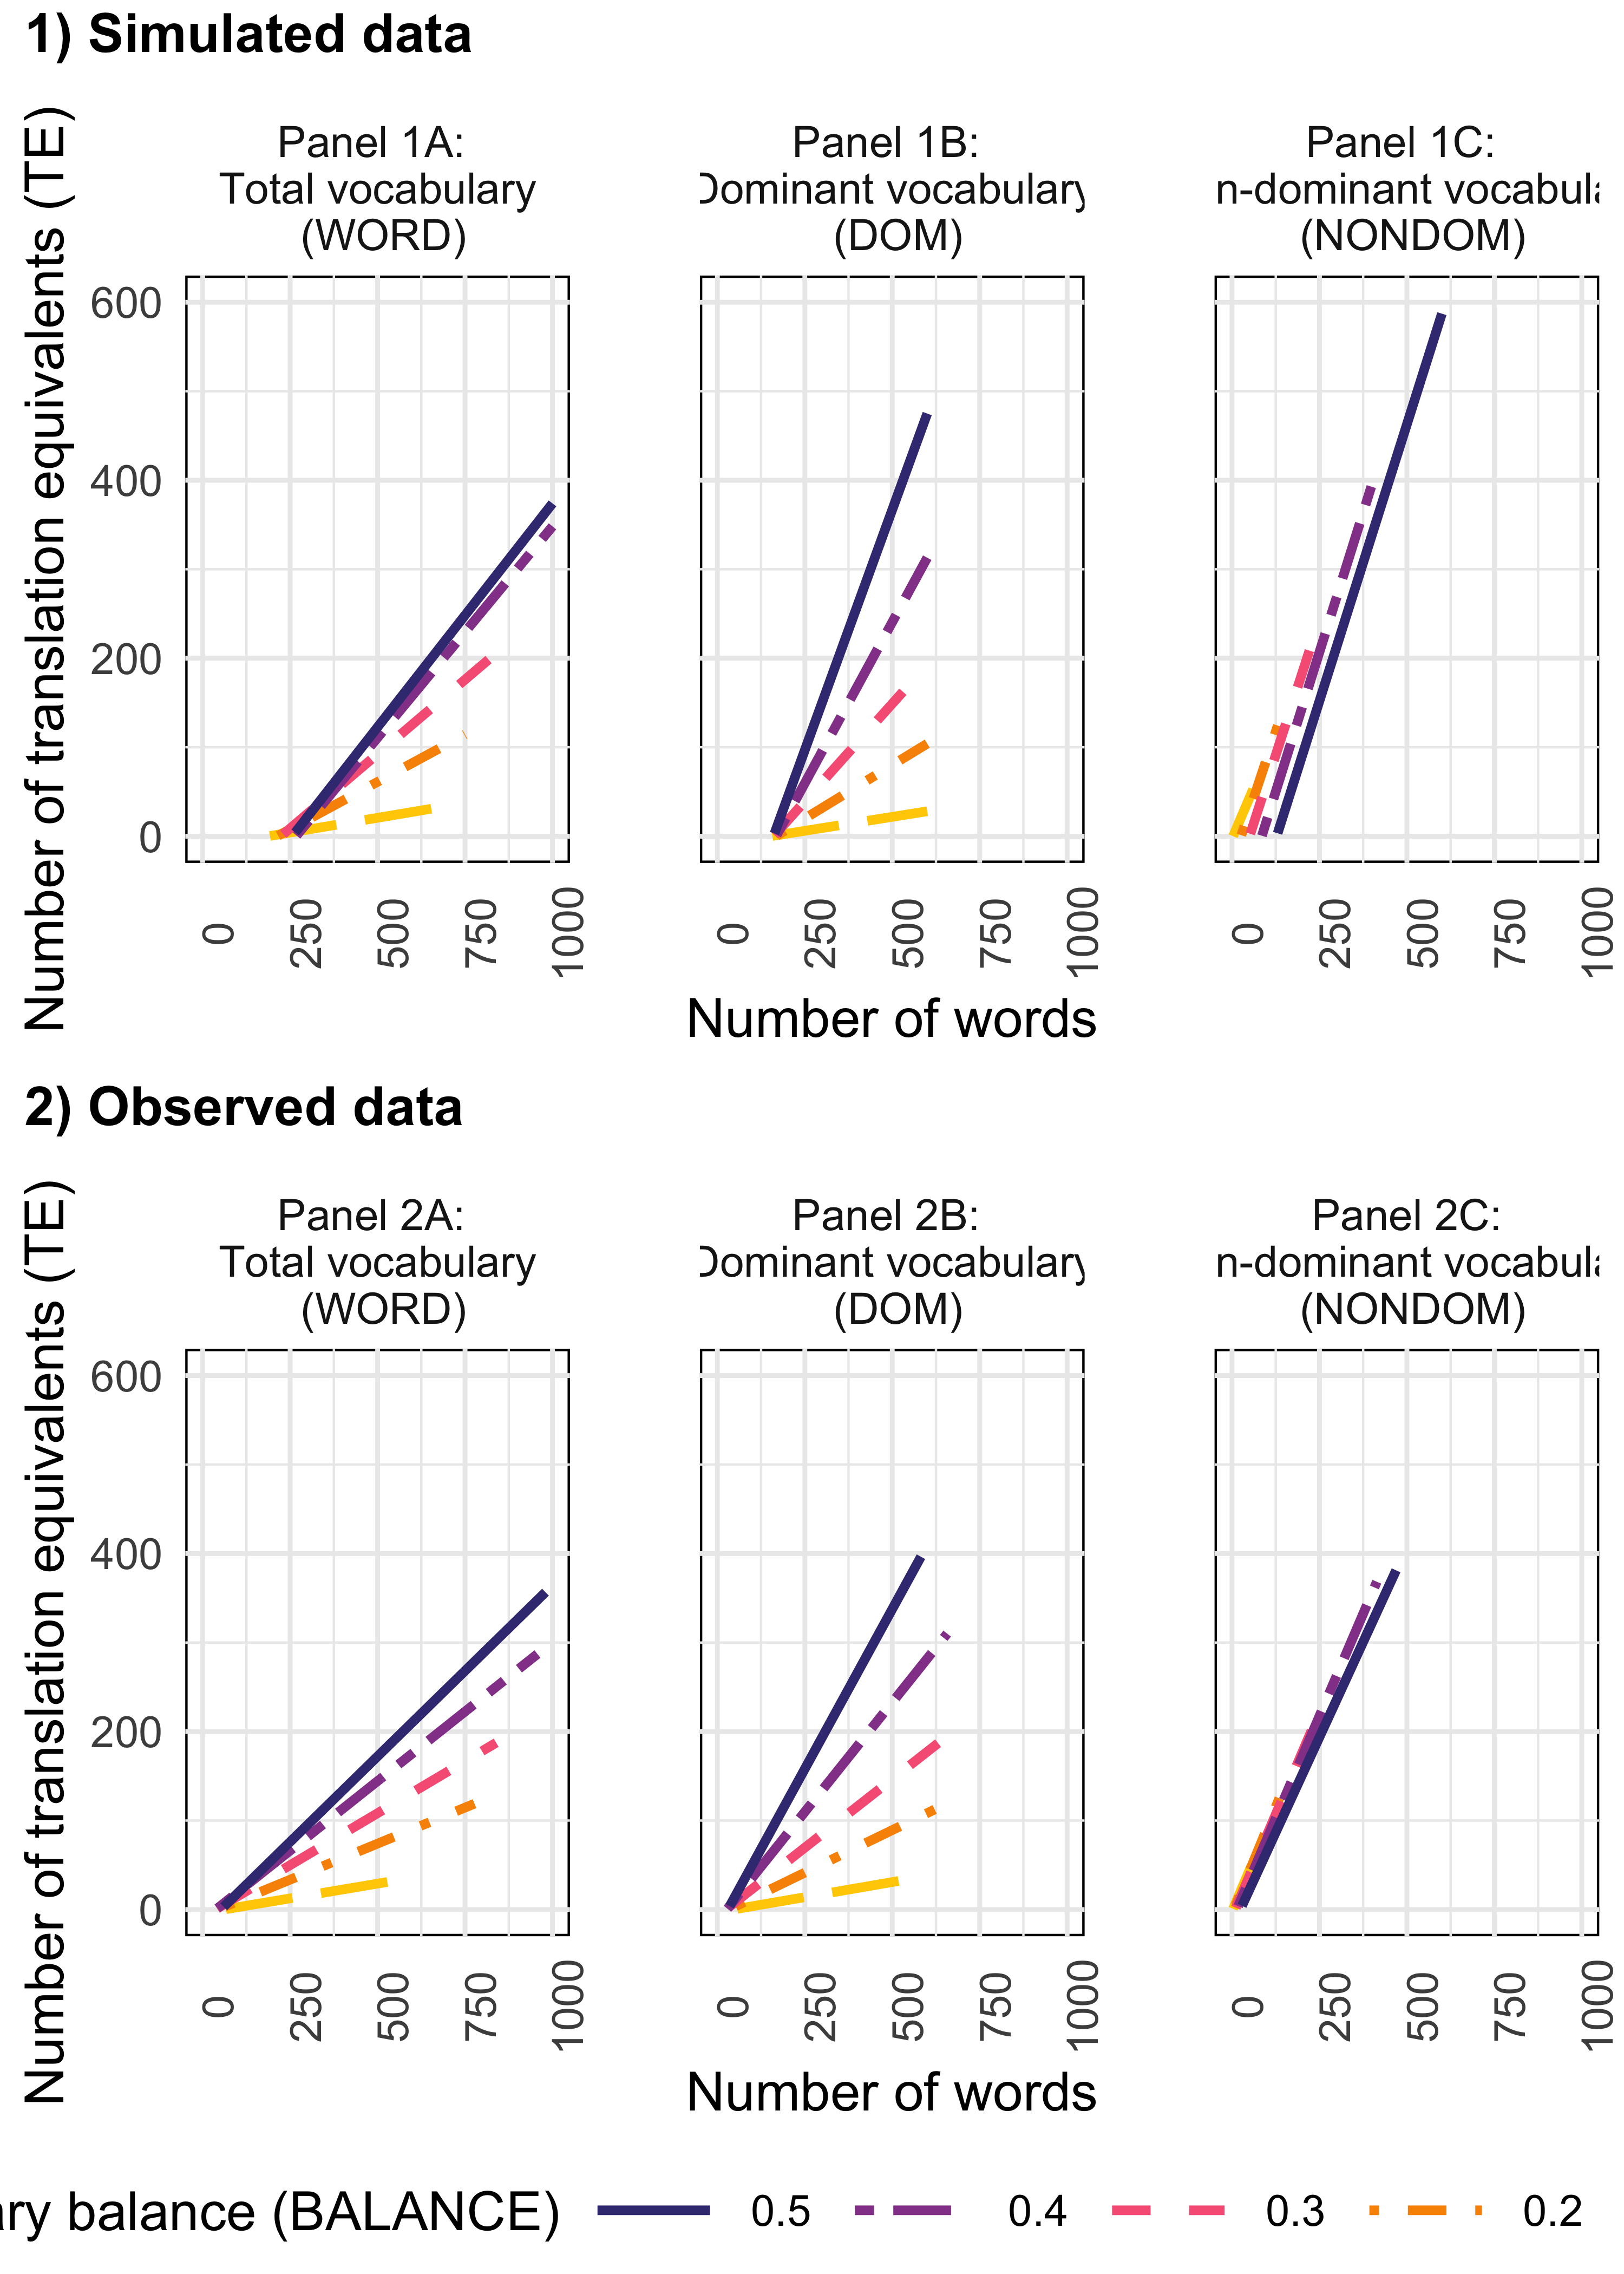 1) Simulated data
Number of translation equivalents (TE)
Panel 1A:
Total vocabulary
(WORD)
Panel 1B:
Dominant vocabulary
(DOM)
Panel 1C:
n-dominant vocabula
(NONDOM)
600
400
200
0
0 250 500 750 1000
0 250 500 750 1000
0 250 500 750 1000
Number of words
2) Observed data
Number of translation equivalents (TE)
Panel 2A:
Total vocabulary
(WORD)
Panel 2B:
Dominant vocabulary
(DOM)
Panel 2C:
n-dominant vocabula
(NONDOM)
600
400
200
0
0 250 500 750 1000
0 250 500 750 1000
0 250 500 750 1000
Number of words
ary balance (BALANCE) 0.5 0.4 0.3 0.2